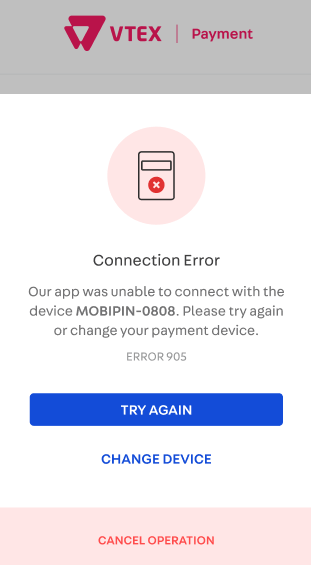 VTEX | Payment
Connection Error
Our app was unable to connect with the
device MOBIPIN-0808. Please try again
or change your payment device.
ERROR 905
TRY AGAIN
CHANGE DEVICE
CANCEL OPERATION